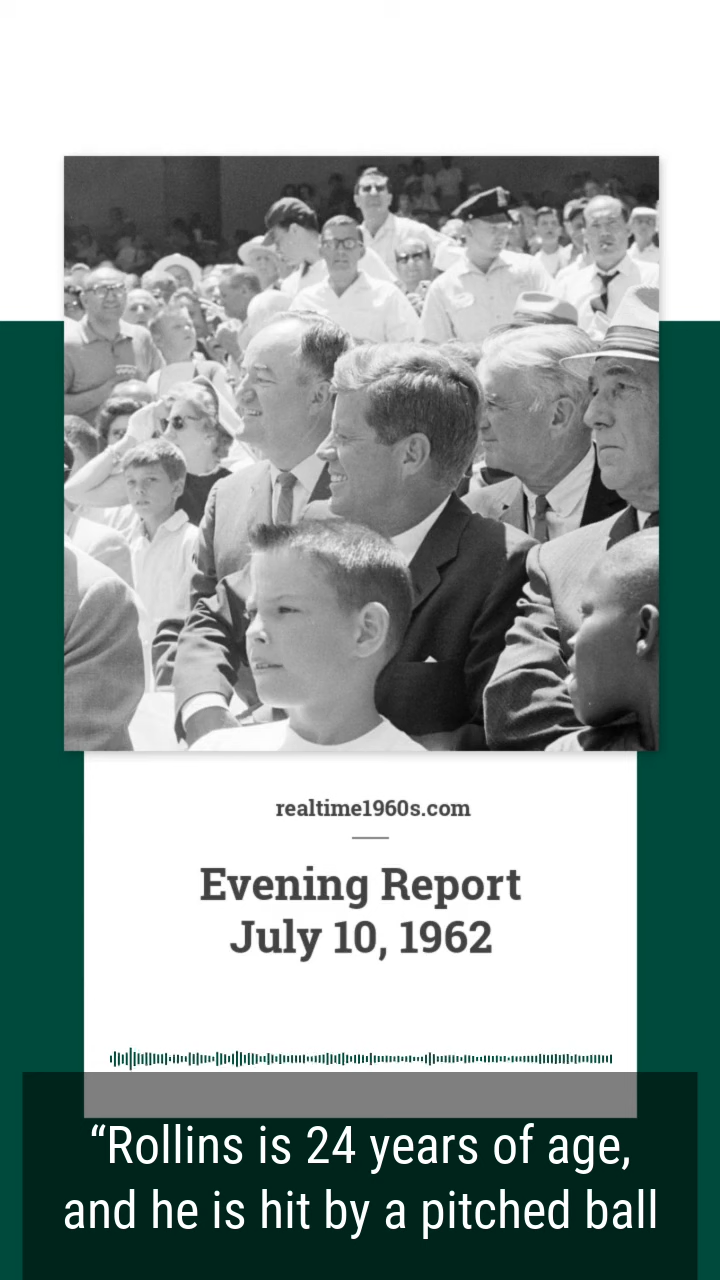 realtime1960s.com
Evening Report
July 10, 1962
“Rollins is 24 years of age,
and he is hit by a pitched ball